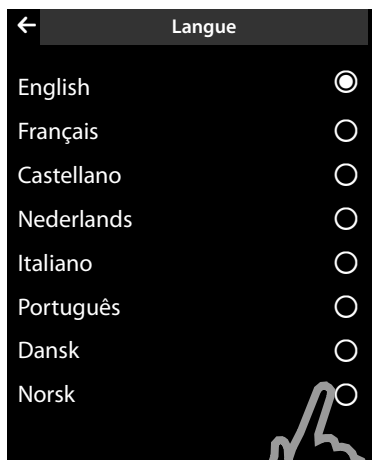 Langue
English
Français
Castellano
Nederlands
Italiano
Português
Dansk
Norsk